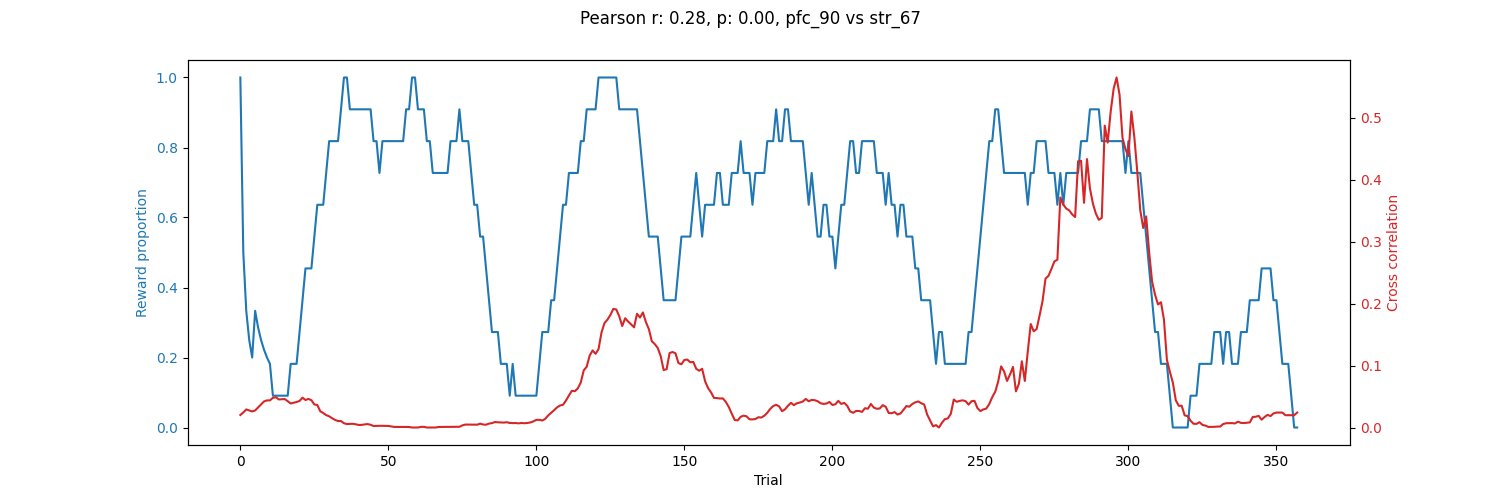 Pearson r: 0.28, p: 0.00, pfc_90 vs str_67
1.0
0.8
0.6
0.4
0.2
0.0
Reward proportion
0.5
0.4
0.3
0.2
0.1
0.0
Cross correlation
0 50 100 150 200 250 300 350
Trial